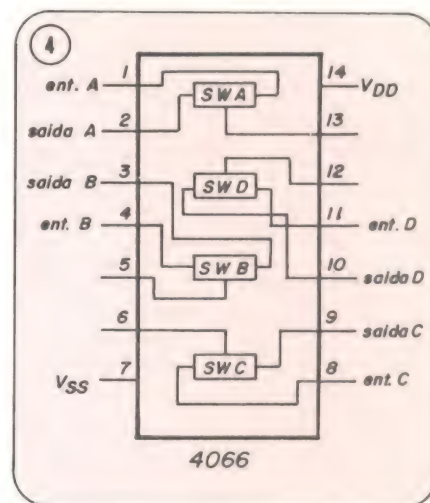 4
1
14
ent. A
SWA
VDD
2
13
saida A
3
12
saida B
SWD
4
11
ent. B
ent. D
5
10
SWB
saida D
6
9
saida C
7
SWC
8
VSS
ent. C
4066